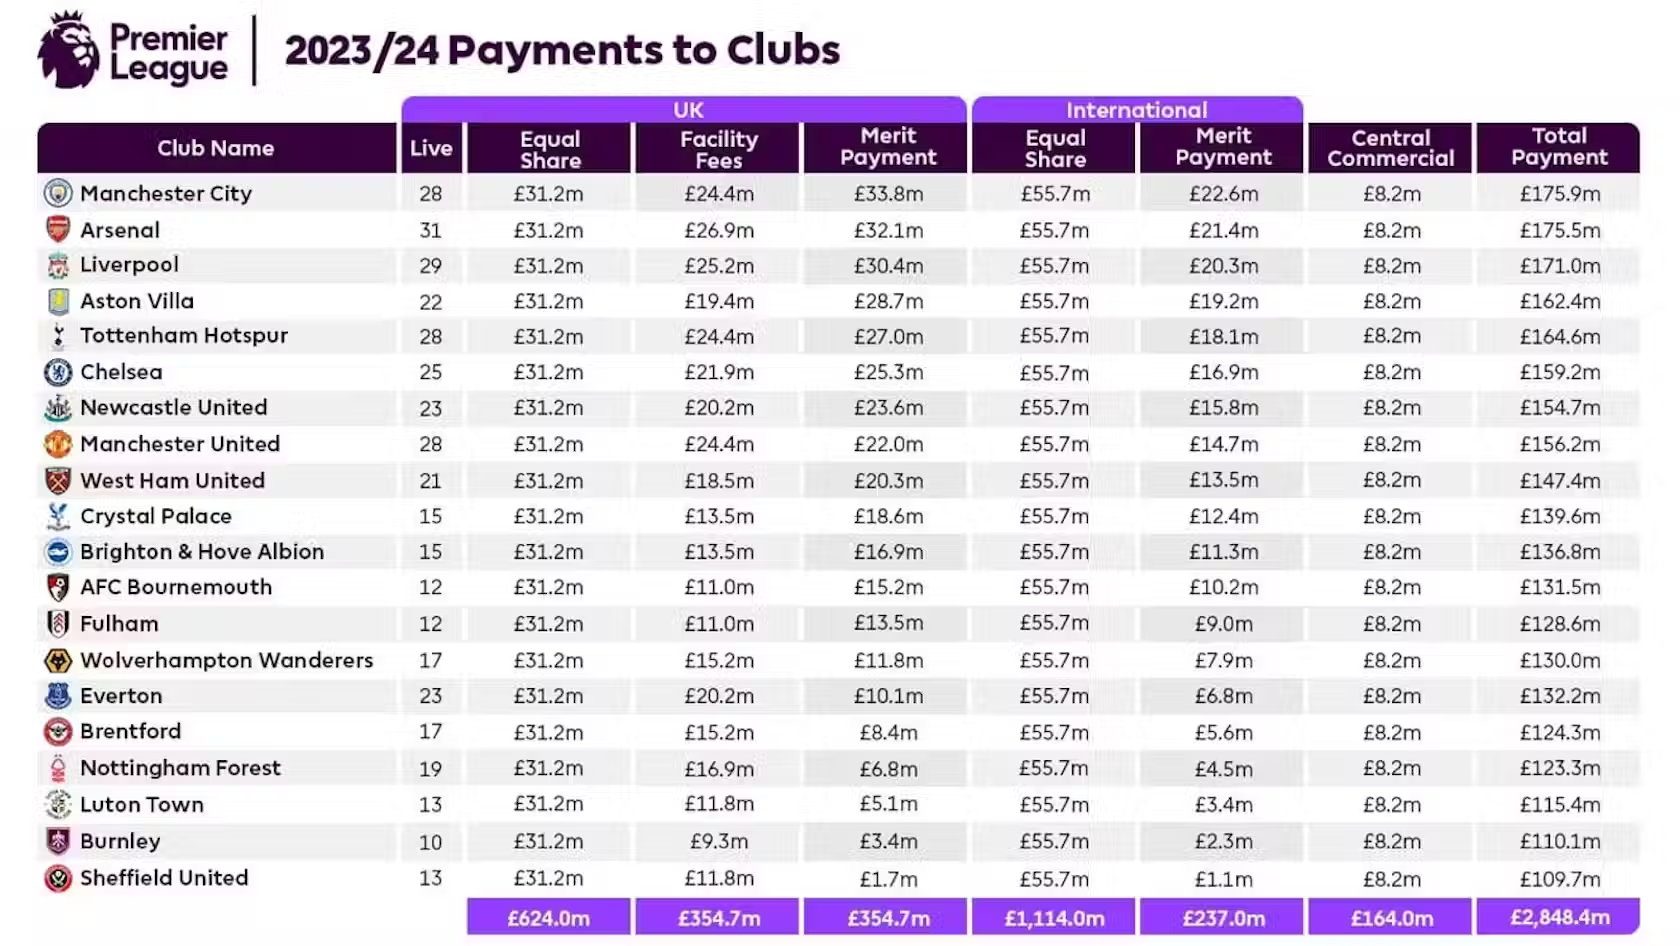 Premier League
2023/24 Payments to Clubs
UK International
Club Name Live Equal Share Facility Fees Merit Payment Equal Share Merit Payment Central Commercial Total Payment
Manchester City 28 £31.2m £24.4m £33.8m £55.7m £22.6m £8.2m £175.9m
Arsenal 31 £31.2m £26.9m £32.1m £55.7m £21.4m £8.2m £175.5m
Liverpool 29 £31.2m £25.2m £30.4m £55.7m £20.3m £8.2m £171.0m
Aston Villa 22 £31.2m £19.4m £28.7m £55.7m £19.2m £8.2m £162.4m
Tottenham Hotspur 28 £31.2m £24.4m £27.0m £55.7m £18.1m £8.2m £164.6m
Chelsea 25 £31.2m £21.9m £25.3m £55.7m £16.9m £8.2m £159.2m
Newcastle United 23 £31.2m £20.2m £23.6m £55.7m £15.8m £8.2m £154.7m
Manchester United 28 £31.2m £24.4m £22.0m £55.7m £14.7m £8.2m £156.2m
West Ham United 21 £31.2m £18.5m £20.3m £55.7m £13.5m £8.2m £147.4m
Crystal Palace 15 £31.2m £13.5m £18.6m £55.7m £12.4m £8.2m £139.6m
Brighton & Hove Albion 15 £31.2m £13.5m £16.9m £55.7m £11.3m £8.2m £136.8m
AFC Bournemouth 12 £31.2m £11.0m £15.2m £55.7m £10.2m £8.2m £131.5m
Fulham 12 £31.2m £11.0m £13.5m £55.7m £9.0m £8.2m £128.6m
Wolverhampton Wanderers 17 £31.2m £15.2m £11.8m £55.7m £7.9m £8.2m £130.0m
Everton 23 £31.2m £20.2m £10.1m £55.7m £6.8m £8.2m £132.2m
Brentford 17 £31.2m £15.2m £8.4m £55.7m £5.6m £8.2m £124.3m
Nottingham Forest 19 £31.2m £16.9m £6.8m £55.7m £4.5m £8.2m £123.3m
Luton Town 13 £31.2m £11.8m £5.1m £55.7m £3.4m £8.2m £115.4m
Burnley 10 £31.2m £9.3m £3.4m £55.7m £2.3m £8.2m £110.1m
Sheffield United 13 £31.2m £11.8m £1.7m £55.7m £1.1m £8.2m £109.7m
£624.0m £354.7m £354.7m £1,114.0m £237.0m £164.0m £2,848.4m